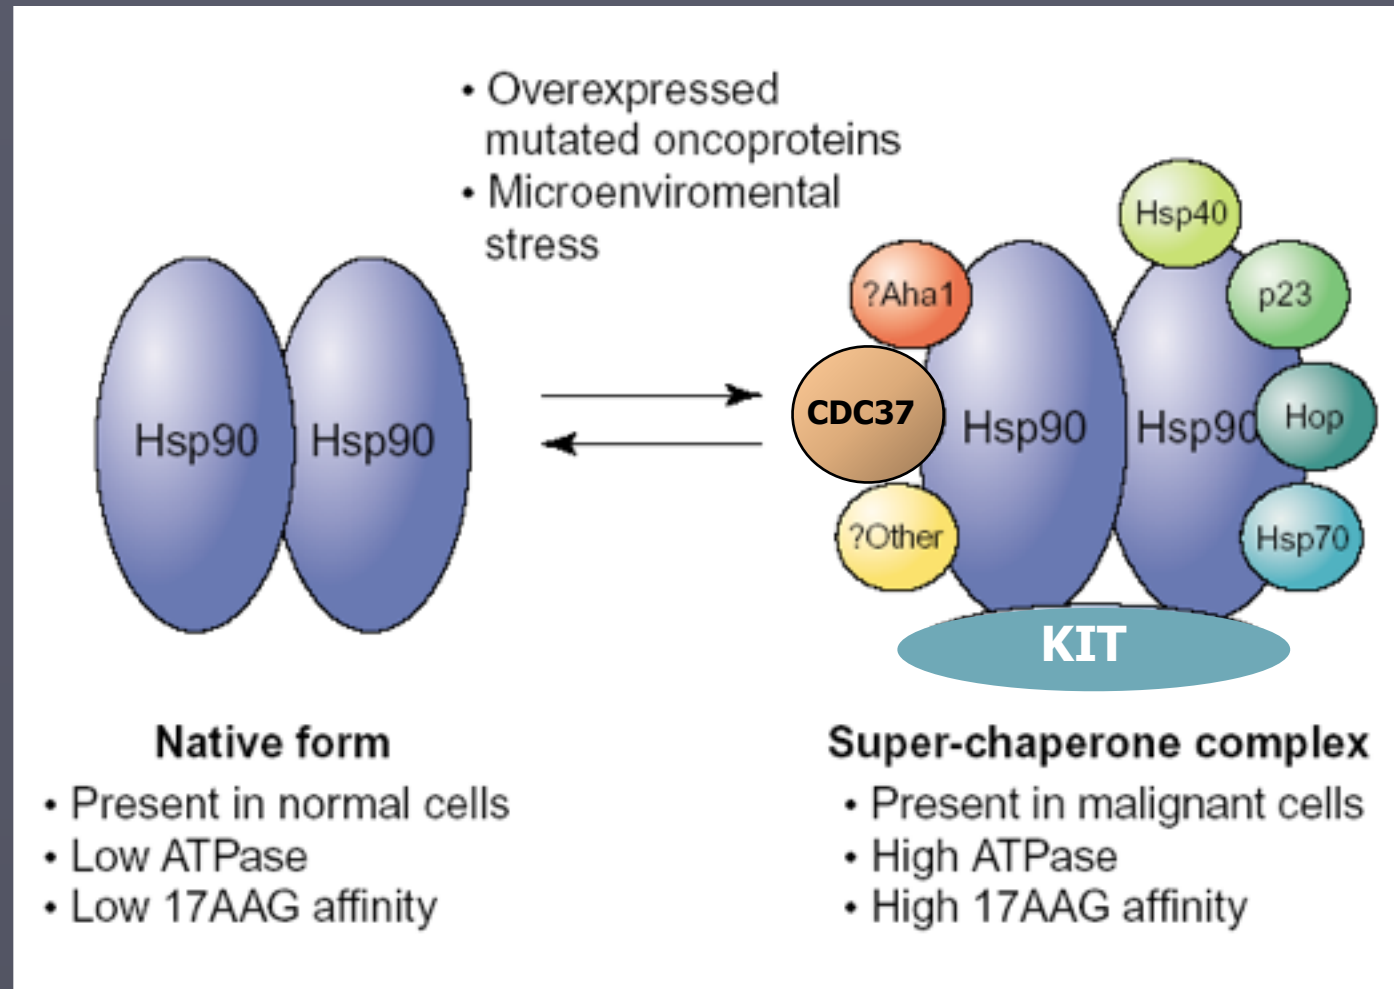 • Overexpressed
mutated oncoproteins
• Microenviromental
stress
Hsp90
Hsp90
?Aha1
CDC37
?Other
Hsp90
Hsp90
Hsp40
p23
Hop
Hsp70
KIT
Native form
• Present in normal cells
• Low ATPase
• Low 17AAG affinity
Super-chaperone complex
• Present in malignant cells
• High ATPase
• High 17AAG affinity